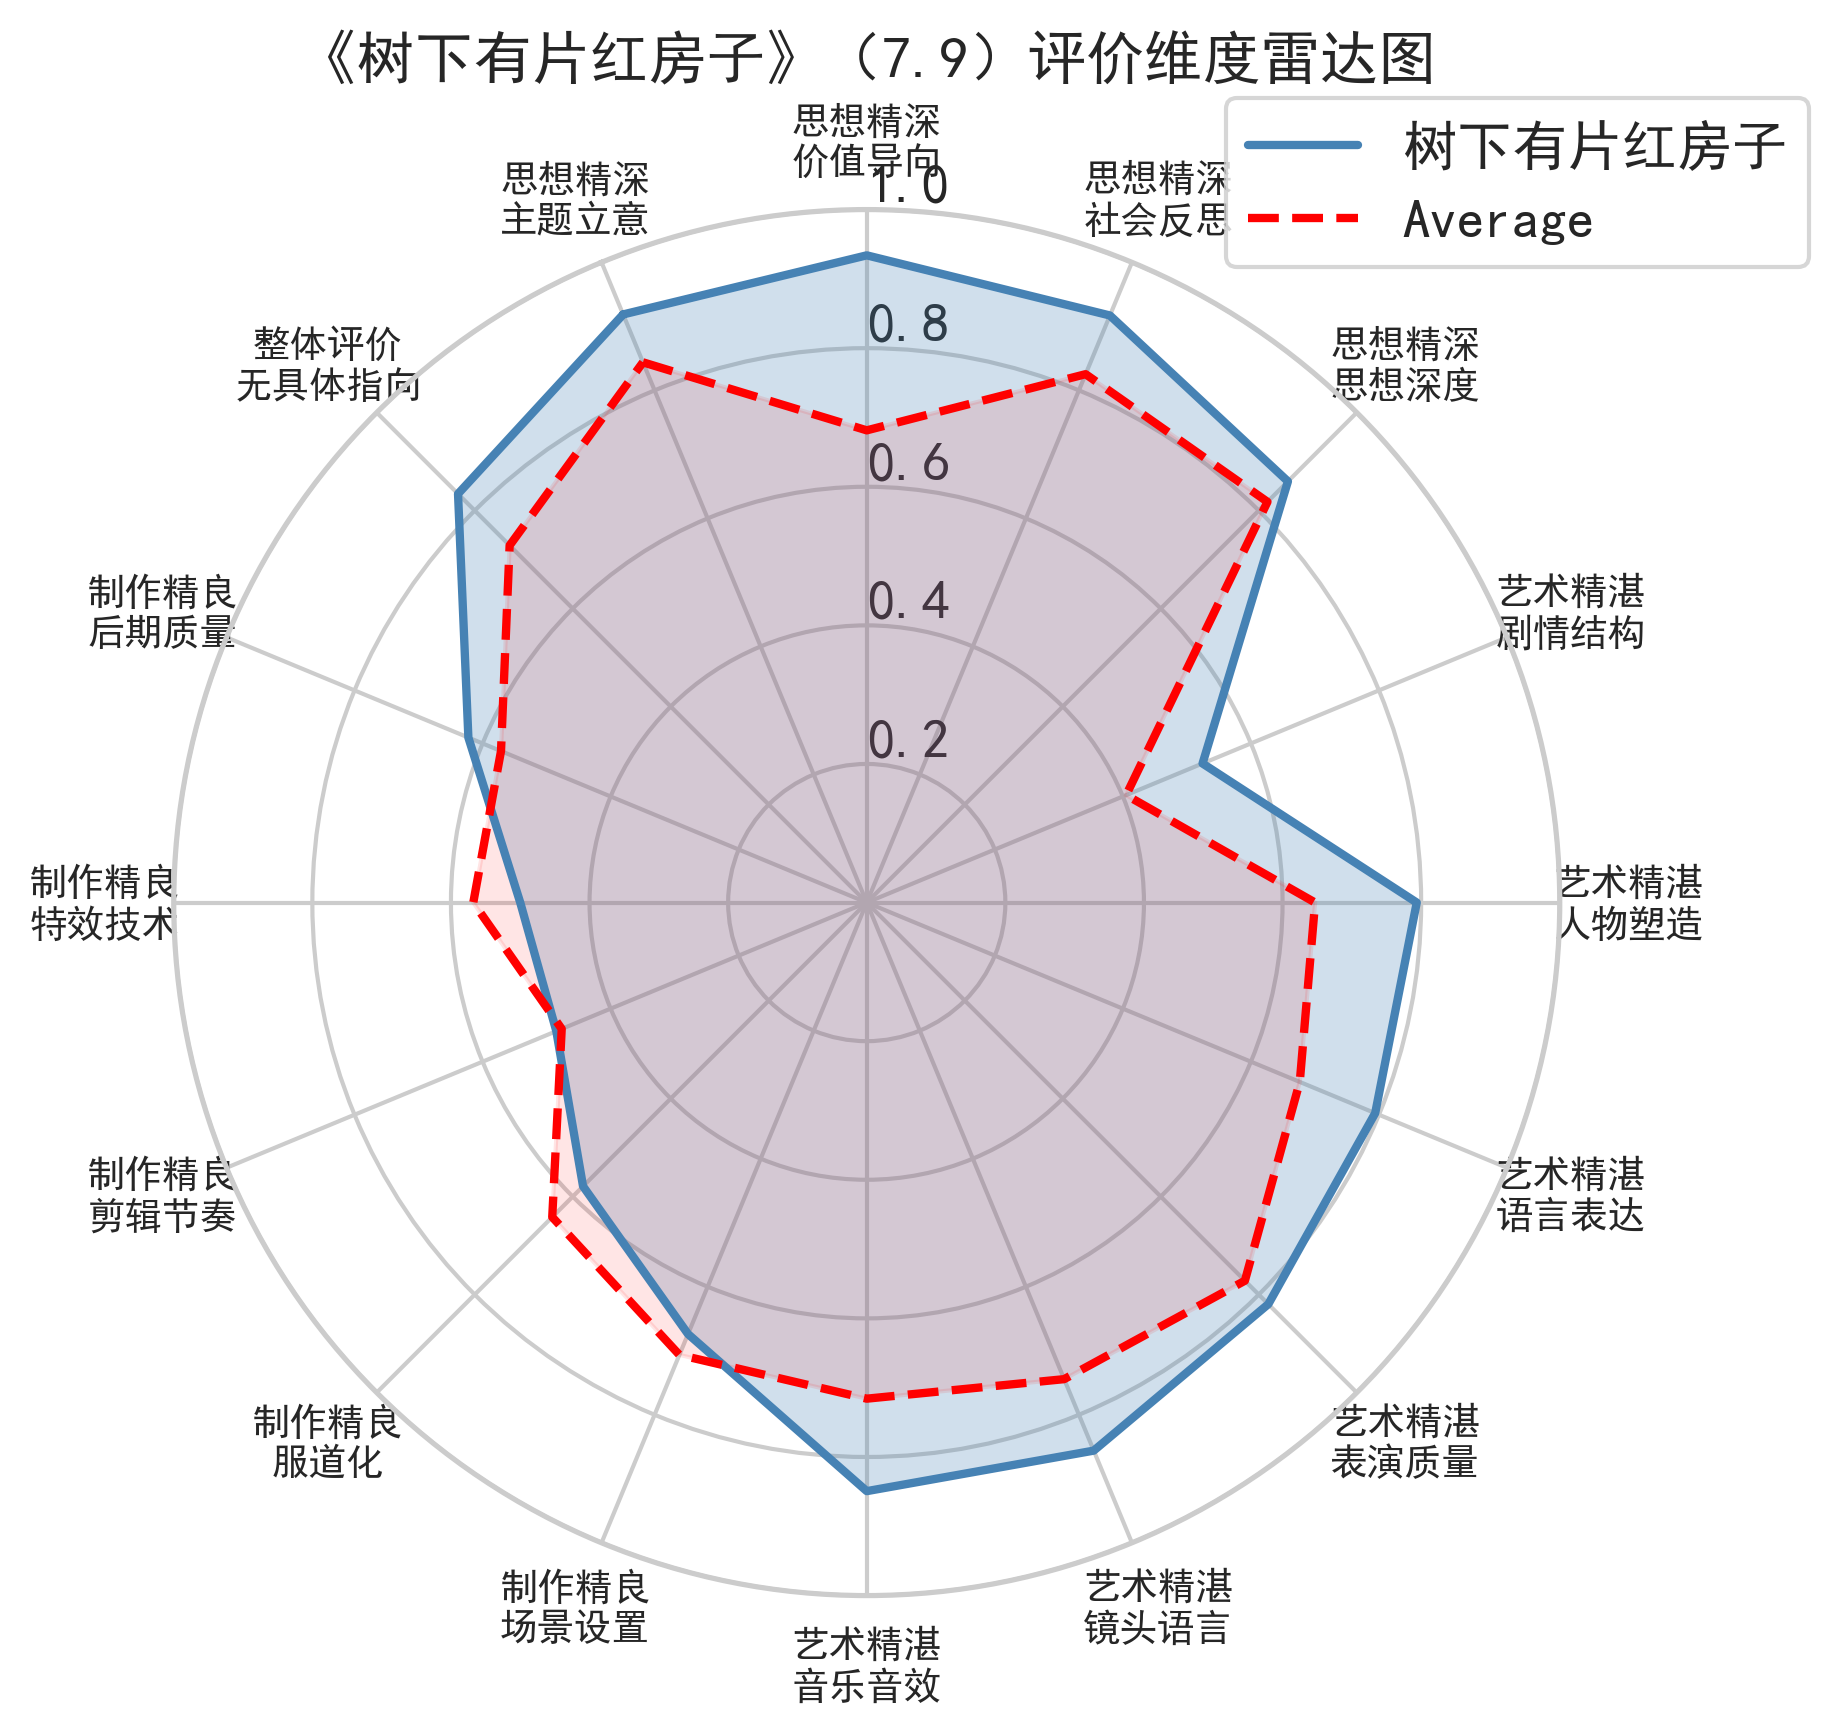 《树下有片红房子》（7.9）评价维度雷达图
树下有片红房子
Average
思想精深
价值导向
思想精深
社会反思
思想精深
思想深度
艺术精湛
剧情结构
艺术精湛
人物塑造
艺术精湛
语言表达
艺术精湛
表演质量
艺术精湛
镜头语言
艺术精湛
音乐音效
制作精良
场景设置
制作精良
服道化
制作精良
剪辑节奏
制作精良
特效技术
制作精良
后期质量
整体评价
无具体指向
思想精深
主题立意
1.0
0.8
0.6
0.4
0.2